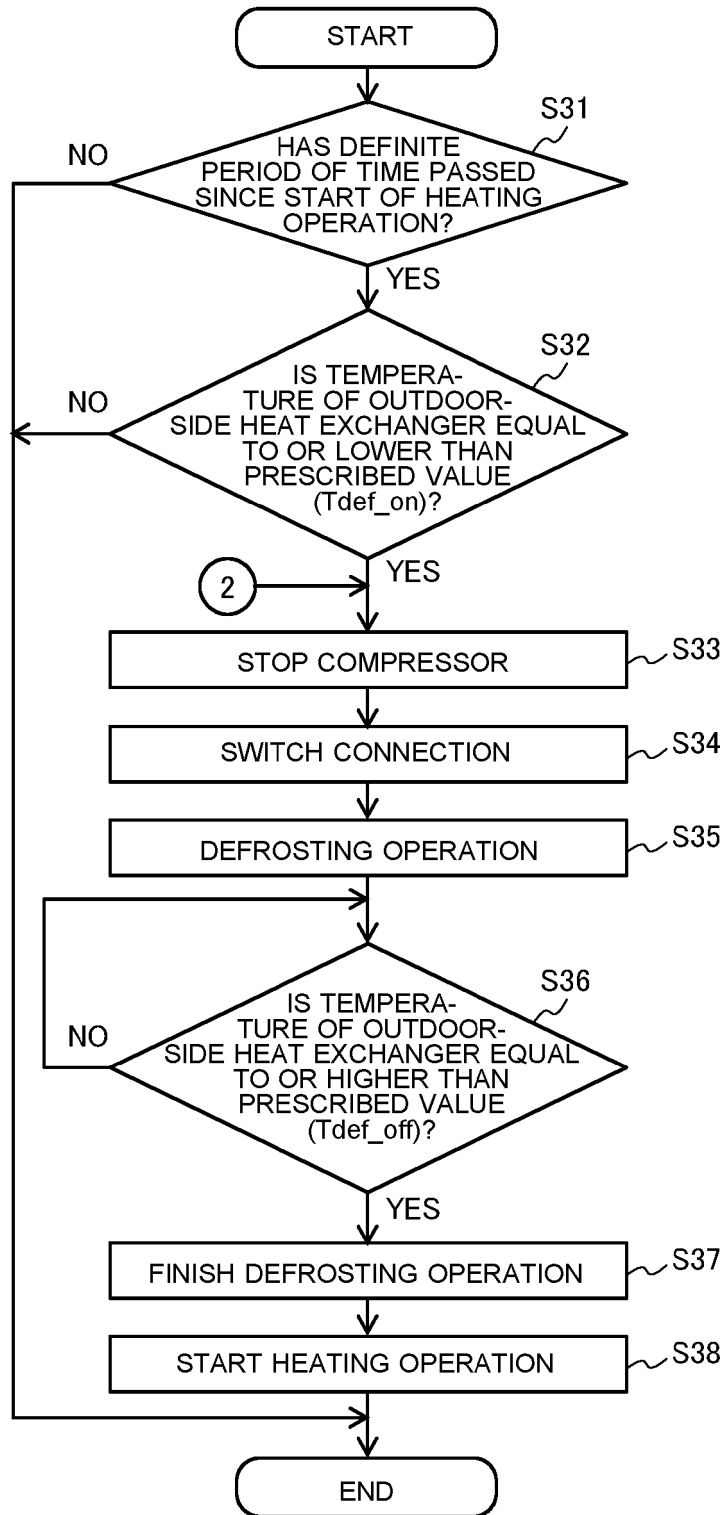 START
S31
HAS DEFINITE
PERIOD OF TIME PASSED
SINCE START OF HEATING
OPERATION?
NO
YES
S32
IS TEMPERA-
TURE OF OUTDOOR-
SIDE HEAT EXCHANGER EQUAL
TO OR LOWER THAN
PRESCRIBED VALUE
(Tdef_on)?
NO
YES
2
STOP COMPRESSOR
S33
SWITCH CONNECTION
S34
DEFROSTING OPERATION
S35
S36
IS TEMPERA-
TURE OF OUTDOOR-
SIDE HEAT EXCHANGER EQUAL
TO OR HIGHER THAN
PRESCRIBED VALUE
(Tdef_off)?
NO
YES
FINISH DEFROSTING OPERATION
S37
START HEATING OPERATION
S38
END